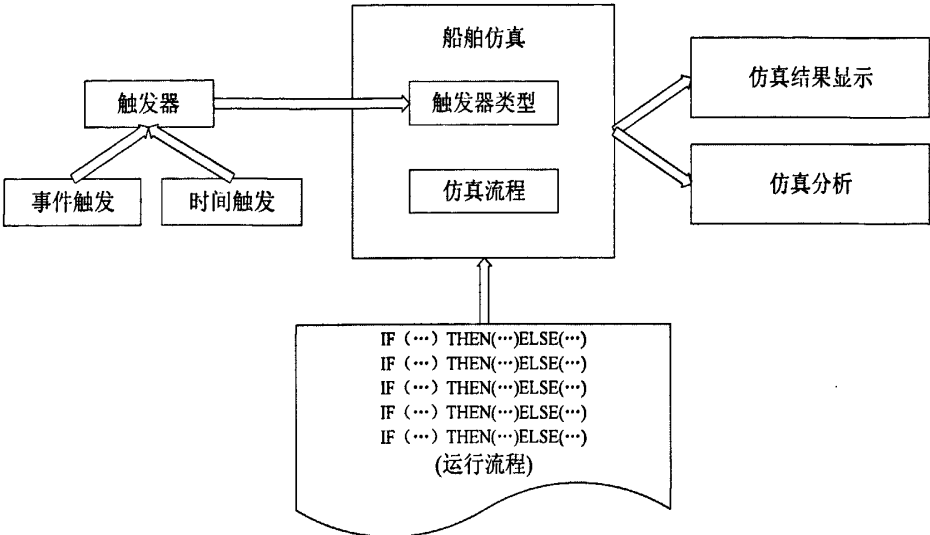 船舶仿真
触发器
触发器类型
事件触发
时间触发
仿真流程
仿真结果显示
仿真分析
IF（…）THEN(…)ELSE(…)
IF（…）THEN(…)ELSE(…)
IF（…）THEN(…)ELSE(…)
IF（…）THEN(…)ELSE(…)
IF（…）THEN(…)ELSE(…)
(运行流程)